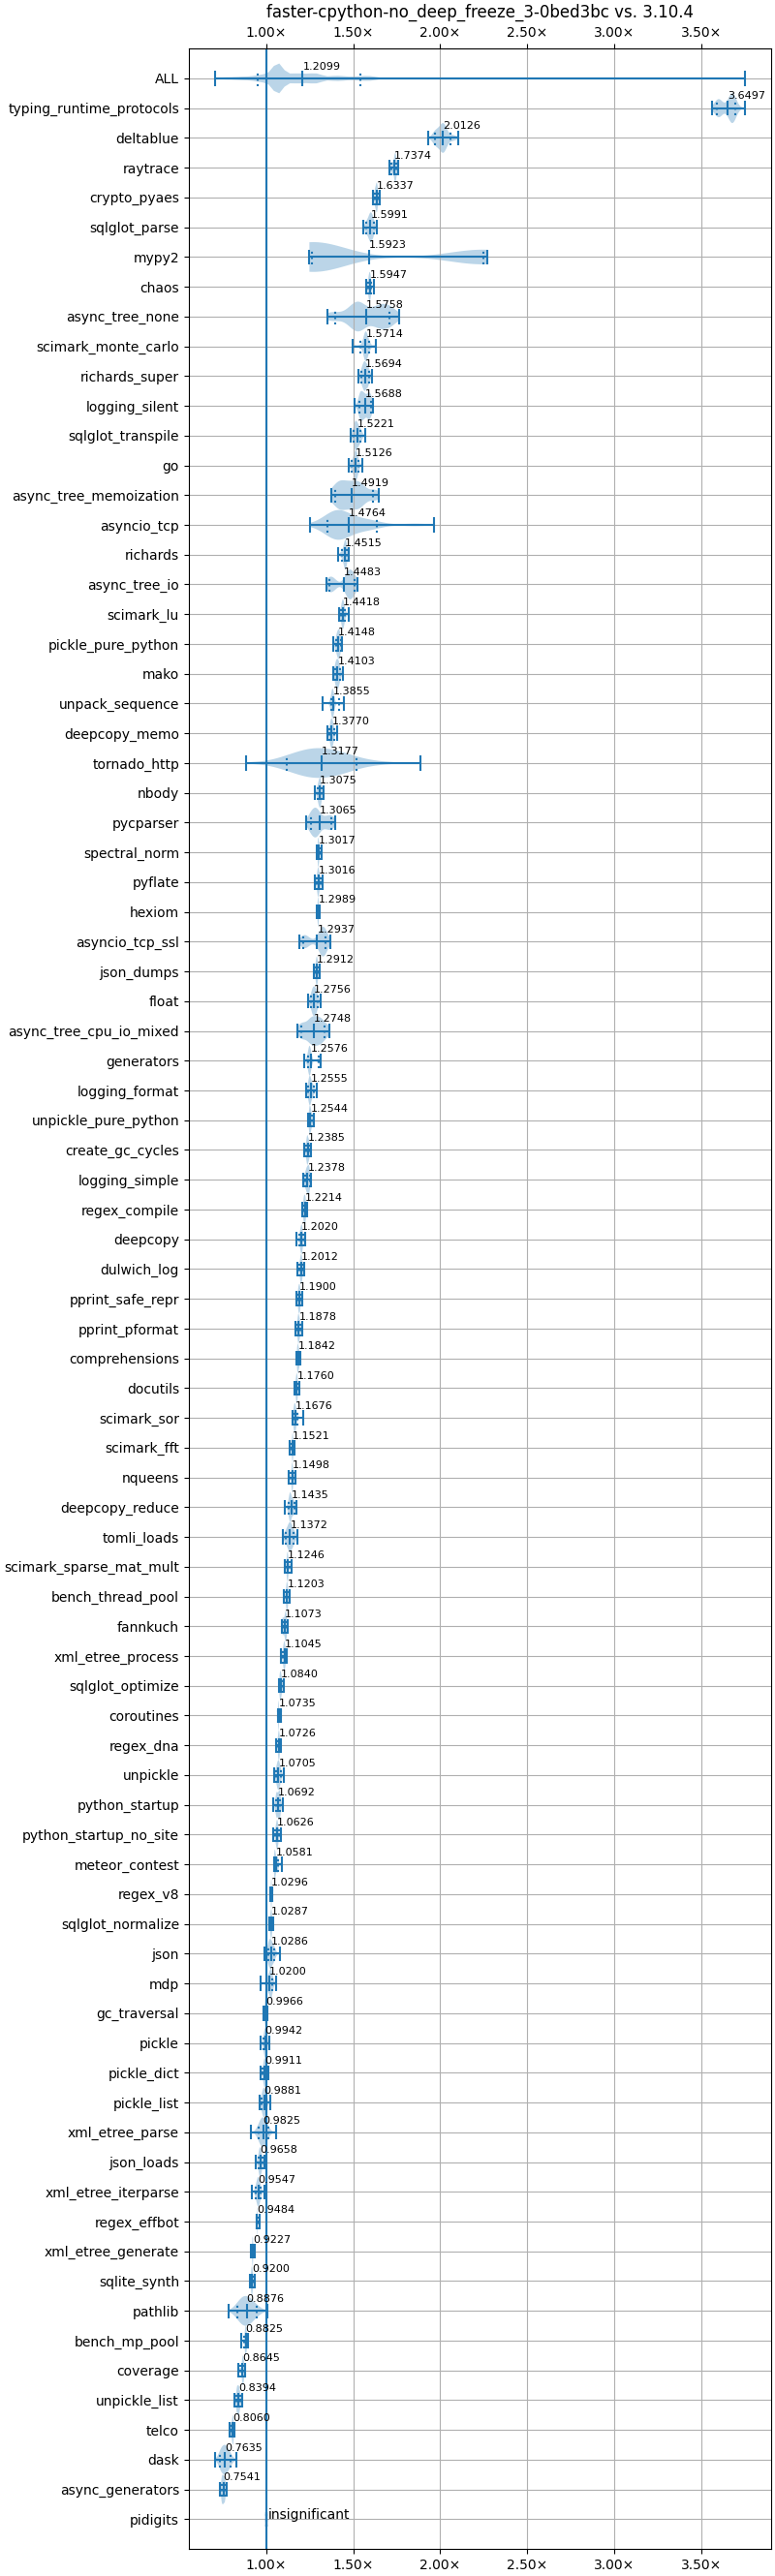 faster-cpython-no_deep_freeze_3-0bed3bc vs. 3.10.4
1.00× 1.50× 2.00× 2.50× 3.00× 3.50×
ALL 1.2099
typing_runtime_protocols 3.6497
deltablue 2.0126
raytrace 1.7374
crypto_pyaes 1.6337
sqlglot_parse 1.5991
mypy2 1.5923
chaos 1.5947
async_tree_none 1.5758
scimark_monte_carlo 1.5714
richards_super 1.5694
logging_silent 1.5688
sqlglot_transpile 1.5221
go 1.5126
async_tree_memoization 1.4919
asyncio_tcp 1.4764
richards 1.4515
async_tree_io 1.4483
scimark_lu 1.4418
pickle_pure_python 1.4148
mako 1.4103
unpack_sequence 1.3855
deepcopy_memo 1.3770
tornado_http 1.3177
nbody 1.3075
pycparser 1.3065
spectral_norm 1.3017
pyflate 1.3016
hexiom 1.2989
asyncio_tcp_ssl 1.2937
json_dumps 1.2912
float 1.2756
async_tree_cpu_io_mixed 1.2748
generators 1.2576
logging_format 1.2555
unpickle_pure_python 1.2544
create_gc_cycles 1.2385
logging_simple 1.2378
regex_compile 1.2214
deepcopy 1.2020
dulwich_log 1.2012
pprint_safe_repr 1.1900
pprint_pformat 1.1878
comprehensions 1.1842
docutils 1.1760
scimark_sor 1.1676
scimark_fft 1.1521
nqueens 1.1498
deepcopy_reduce 1.1435
tomli_loads 1.1372
scimark_sparse_mat_mult 1.1246
bench_thread_pool 1.1203
fannkuch 1.1073
xml_etree_process 1.1045
sqlglot_optimize 1.0840
coroutines 1.0735
regex_dna 1.0726
unpickle 1.0705
python_startup 1.0692
python_startup_no_site 1.0626
meteor_contest 1.0581
regex_v8 1.0296
sqlglot_normalize 1.0287
json 1.0286
mdp 1.0200
gc_traversal 0.9966
pickle 0.9942
pickle_dict 0.9911
pickle_list 0.9881
xml_etree_parse 0.9825
json_loads 0.9658
xml_etree_iterparse 0.9547
regex_effbot 0.9484
xml_etree_generate 0.9227
sqlite_synth 0.9200
pathlib 0.8876
bench_mp_pool 0.8825
coverage 0.8645
unpickle_list 0.8394
telco 0.8060
dask 0.7635
async_generators 0.7541
pidigits insignificant
1.00× 1.50× 2.00× 2.50× 3.00× 3.50×